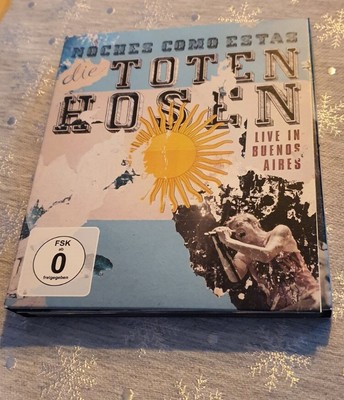 NOCHES COMO ESTAS
die TOTEN
HOSEN
LIVE IN
BUENOS
AIRES
FSK
ab
0
freigegeben